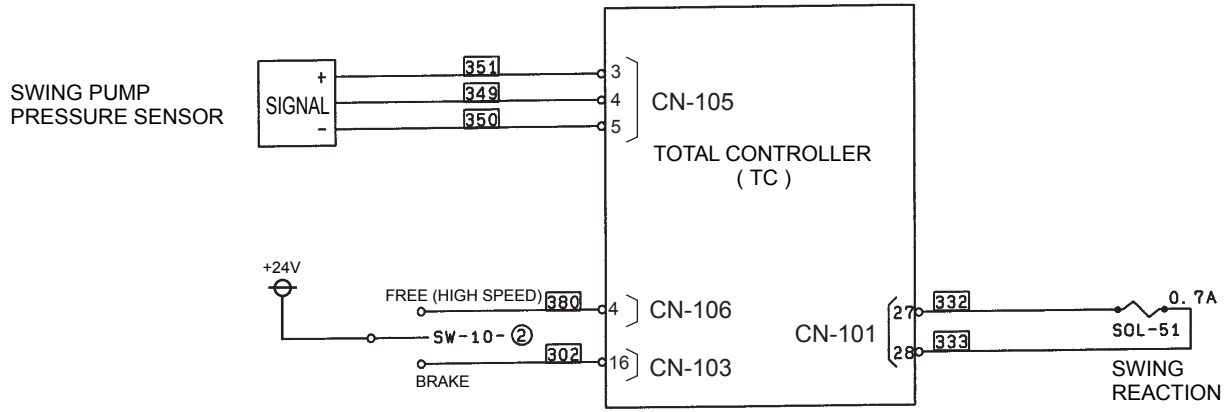 SWING PUMP
PRESSURE SENSOR
+
SIGNAL
-
351
349
350
3
4
5
CN-105
TOTAL CONTROLLER
( TC )
+24V
FREE (HIGH SPEED)
380
4
CN-106
SW-10-②
302
16
CN-103
BRAKE
CN-101
27
332
28
333
0.7A
SOL-51
SWING
REACTION